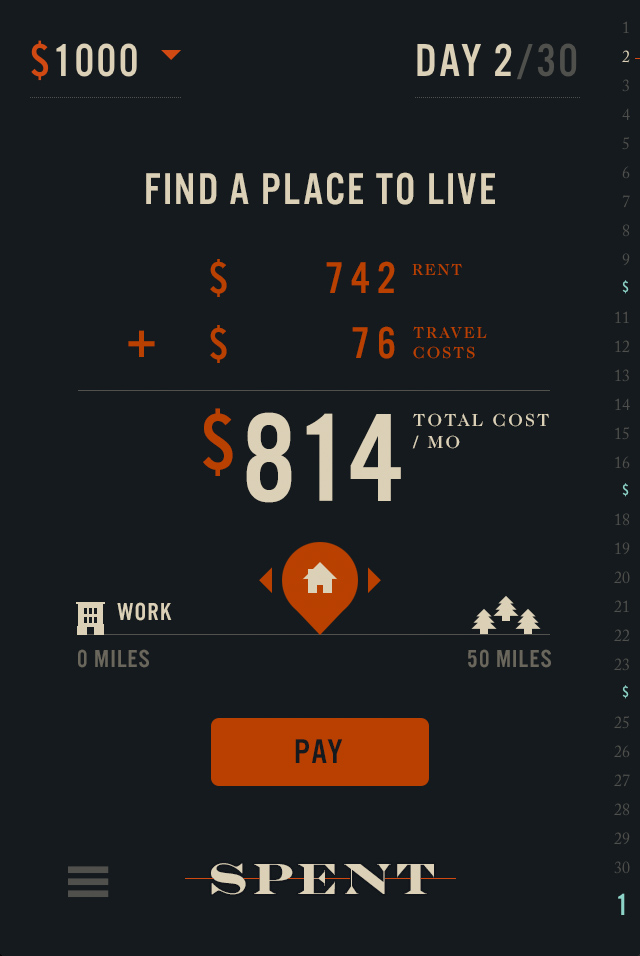 $1000
DAY 2/30
FIND A PLACE TO LIVE
$ 742 RENT
+ $ 76 TRAVEL
COSTS
$814 TOTAL COST
/ MO
WORK
0 MILES
50 MILES
PAY
SPENT
1
2
3
4
5
6
7
8
9
$
11
12
13
14
15
16
$
18
19
20
21
22
23
$
25
26
27
28
29
30
1